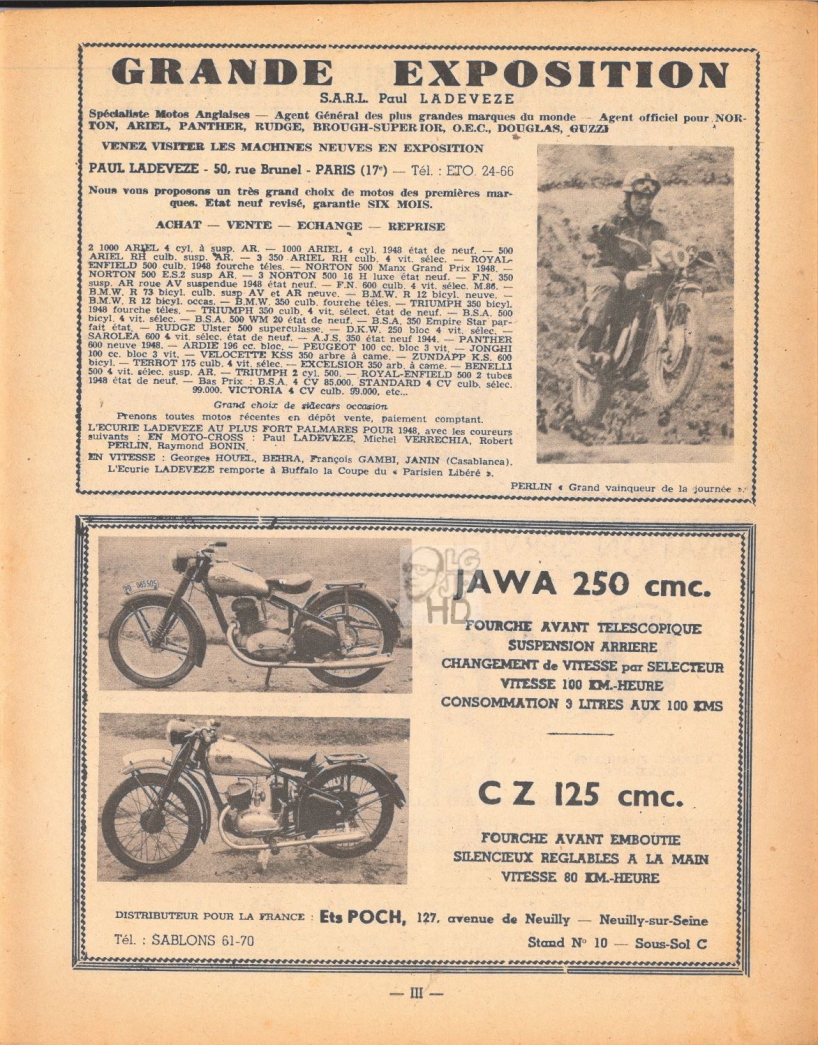 GRANDE EXPOSITION
S.A.R.L. Paul LADEVEZE
Spécialiste Motos Anglaises — Agent Général des plus grandes marques du monde — Agent officiel pour NOR-
TON, ARIEL, PANTHER, RUDGE, BROUGH-SUPERIOR, O.E.C., DOUGLAS, GUZZI
VENEZ VISITER LES MACHINES NEUVES EN EXPOSITION
PAUL LADEVEZE - 50, rue Brunel - PARIS (17e) — Tél. : ETO. 24-66
Nous vous proposons un très grand choix de motos des premières mar-
ques. Etat neuf revisé, garantie SIX MOIS.
ACHAT — VENTE — ECHANGE — REPRISE
2 1000 ARIEL 4 cyl. à susp. AR. — 1000 ARIEL 4 cyl. 1948 état de neuf. — 500
ARIEL RH culb. susp. AR. — 3 350 ARIEL RH culb. 4 vit. sélec. — ROYAL-
ENFIELD 500 culb. 1948 fourche téles. — NORTON 500 Manx Grand Prix 1948. —
NORTON 500 E.S.2 susp AR. — 3 NORTON 500 16 H luxe état neuf. — F.N. 350
susp. AR roue AV suspendue 1948 état neuf. — F.N. 600 culb. 4 vit. sélec. M.86. —
B.M.W. R 73 bicyl. culb. susp AV et AR neuve. — B.M.W. R 12 bicyl. neuve. —
B.M.W. R 12 bicyl. occas. — B.M.W. 350 culb. fourche téles. — TRIUMPH 350 bicyl.
1948 fourche téles. — TRIUMPH 350 culb. 4 vit. sélect. état de neuf. — B.S.A. 500
bicyl. 4 vit. sélec. — B.S.A. 500 WM 20 état de neuf. — B.S.A. 350 Empire Star par-
fait état. — RUDGE Ulster 500 superculasse. — D.K.W. 250 bloc 4 vit. sélec. —
SAROLEA 600 4 vit. sélec. état de neuf. — A.J.S. 350 état neuf 1944. — PANTHER
600 neuve 1948. — ARDIE 196 cc. bloc. — PEUGEOT 100 cc. bloc 3 vit. — JONGHI
100 cc. bloc 3 vit. — VELOCETTE KSS 350 arbre à came. — ZUNDAPP K.S. 600
bicyl. — TERROT 175 culb. 4 vit. sélec. — EXCELSIOR 350 arb. à came. — BENELLI
500 4 vit. sélec. susp. AR. — TRIUMPH 2 cyl. 500. — ROYAL-ENFIELD 500 2 tubes
1948 état de neuf. — Bas Prix : B.S.A. 4 CV 85.000. STANDARD 4 CV culb. sélec.
99.000. VICTORIA 4 CV culb. 99.000, etc...
Grand choix de sidecars occasion
Prenons toutes motos récentes en dépôt vente, paiement comptant.
L'ECURIE LADEVEZE AU PLUS FORT PALMARES POUR 1948, avec les coureurs
suivants : EN MOTO-CROSS : Paul LADEVEZE, Michel VERRECHIA, Robert
PERLIN, Raymond BONIN.
EN VITESSE : Georges HOUEL, BEHRA, François GAMBI, JANIN (Casablanca).
L'Ecurie LADEVEZE remporte à Buffalo la Coupe du « Parisien Libéré ».
PERLIN « Grand vainqueur de la journée ».
LG
J
HD
JAWA 250 cmc.
FOURCHE AVANT TELESCOPIQUE
SUSPENSION ARRIERE
CHANGEMENT de VITESSE par SELECTEUR
VITESSE 100 KM.-HEURE
CONSOMMATION 3 LITRES AUX 100 KMS
CZ 125 cmc.
FOURCHE AVANT EMBOUTIE
SILENCIEUX REGLABLES A LA MAIN
VITESSE 80 KM.-HEURE
DISTRIBUTEUR POUR LA FRANCE : Ets POCH, 127, avenue de Neuilly — Neuilly-sur-Seine
Tél. : SABLONS 61-70
Stand N° 10 — Sous-Sol C
— III —